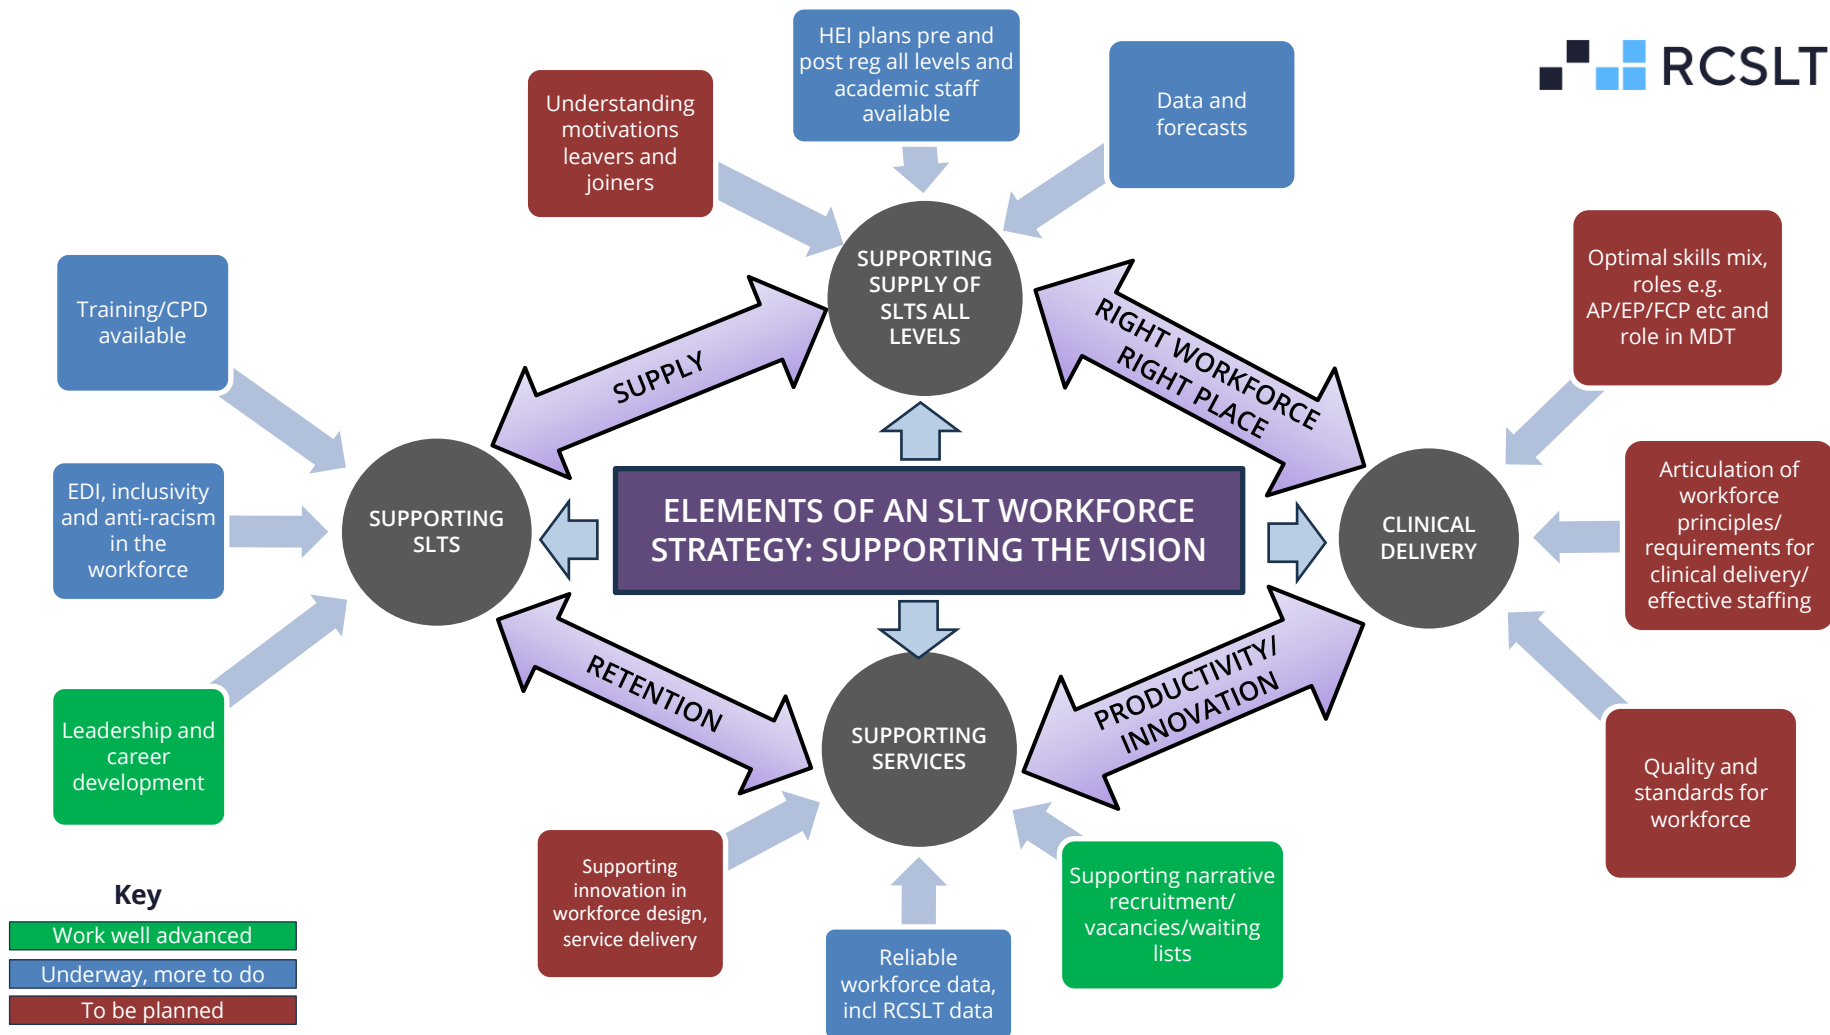 HEI plans pre and
post reg all levels and
academic staff
available
RCSLT
Understanding
motivations
leavers and
joiners
Data and
forecasts
SUPPORTING
SUPPLY OF
SLTS ALL
LEVELS
Optimal skills mix,
roles e.g.
AP/EP/FCP etc and
role in MDT
Training/CPD
available
SUPPLY
RIGHT WORKFORCE
RIGHT PLACE
EDI, inclusivity
and anti-racism
in the
workforce
SUPPORTING
SLTS
ELEMENTS OF AN SLT WORKFORCE
STRATEGY: SUPPORTING THE VISION
CLINICAL
DELIVERY
Articulation of
workforce
principles/
requirements for
clinical delivery/
effective staffing
Leadership and
career
development
RETENTION
PRODUCTIVITY/
INNOVATION
SUPPORTING
SERVICES
Quality and
standards for
workforce
Supporting
innovation in
workforce design,
service delivery
Reliable
workforce data,
incl RCSLT data
Supporting narrative
recruitment/
vacancies/waiting
lists
Key
Work well advanced
Underway, more to do
To be planned